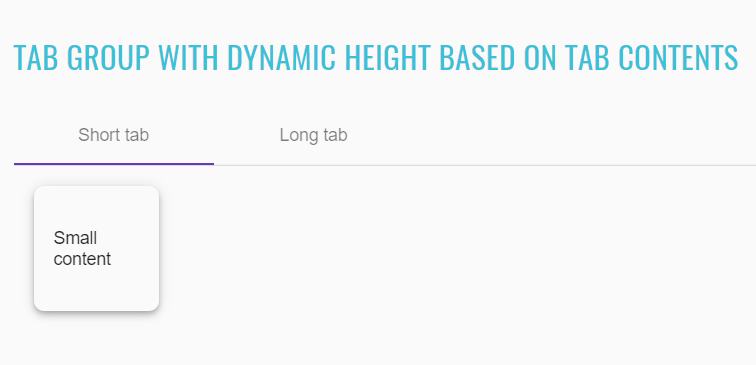 TAB GROUP WITH DYNAMIC HEIGHT BASED ON TAB CONTENTS
Short tab Long tab
Small
content